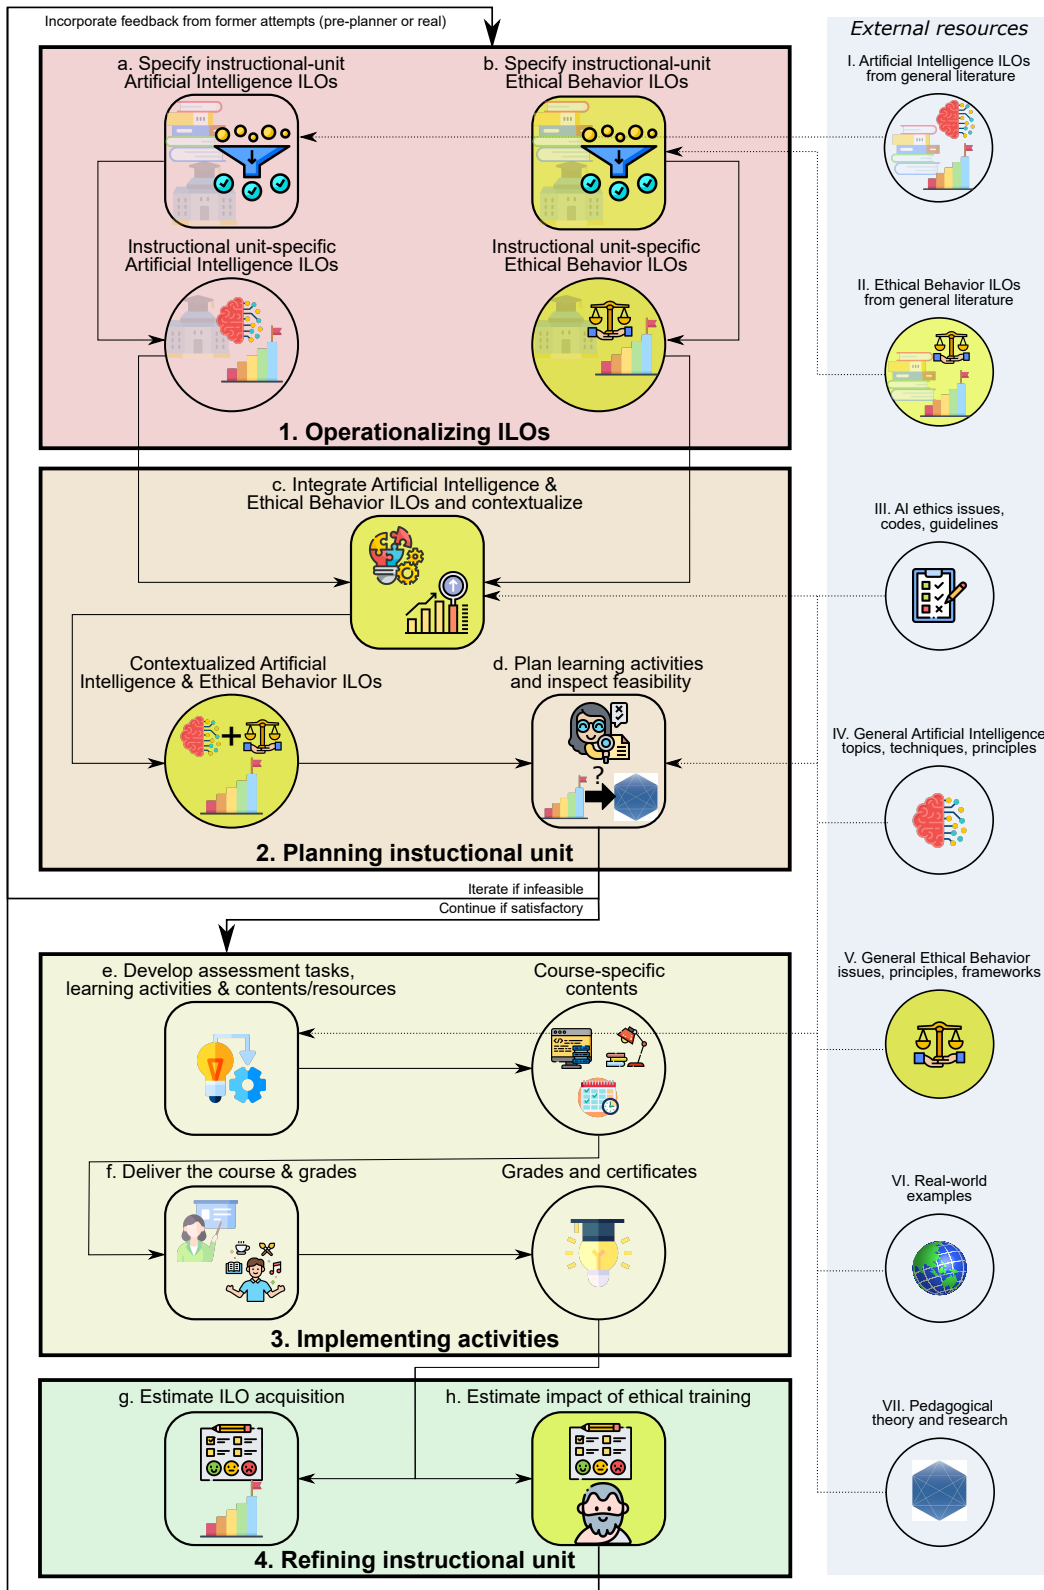 Incorporate feedback from former attempts (pre-planner or real)
External resources
a. Specify instructional-unit
Artificial Intelligence ILOs
b. Specify instructional-unit
Ethical Behavior ILOs
I. Artificial Intelligence ILOs
from general literature
Instructional unit-specific
Artificial Intelligence ILOs
Instructional unit-specific
Ethical Behavior ILOs
II. Ethical Behavior ILOs
from general literature
1. Operationalizing ILOs
c. Integrate Artificial Intelligence &
Ethical Behavior ILOs and contextualize
III. AI ethics issues,
codes, guidelines
Contextualized Artificial
Intelligence & Ethical Behavior ILOs
d. Plan learning activities
and inspect feasibility
?
IV. General Artificial Intelligence
topics, techniques, principles
2. Planning instuctional unit
Iterate if infeasible
Continue if satisfactory
e. Develop assessment tasks,
learning activities & contents/resources
Course-specific
contents
V. General Ethical Behavior
issues, principles, frameworks
f. Deliver the course & grades
Grades and certificates
VI. Real-world
examples
3. Implementing activities
g. Estimate ILO acquisition
h. Estimate impact of ethical training
VII. Pedagogical
theory and research
4. Refining instructional unit